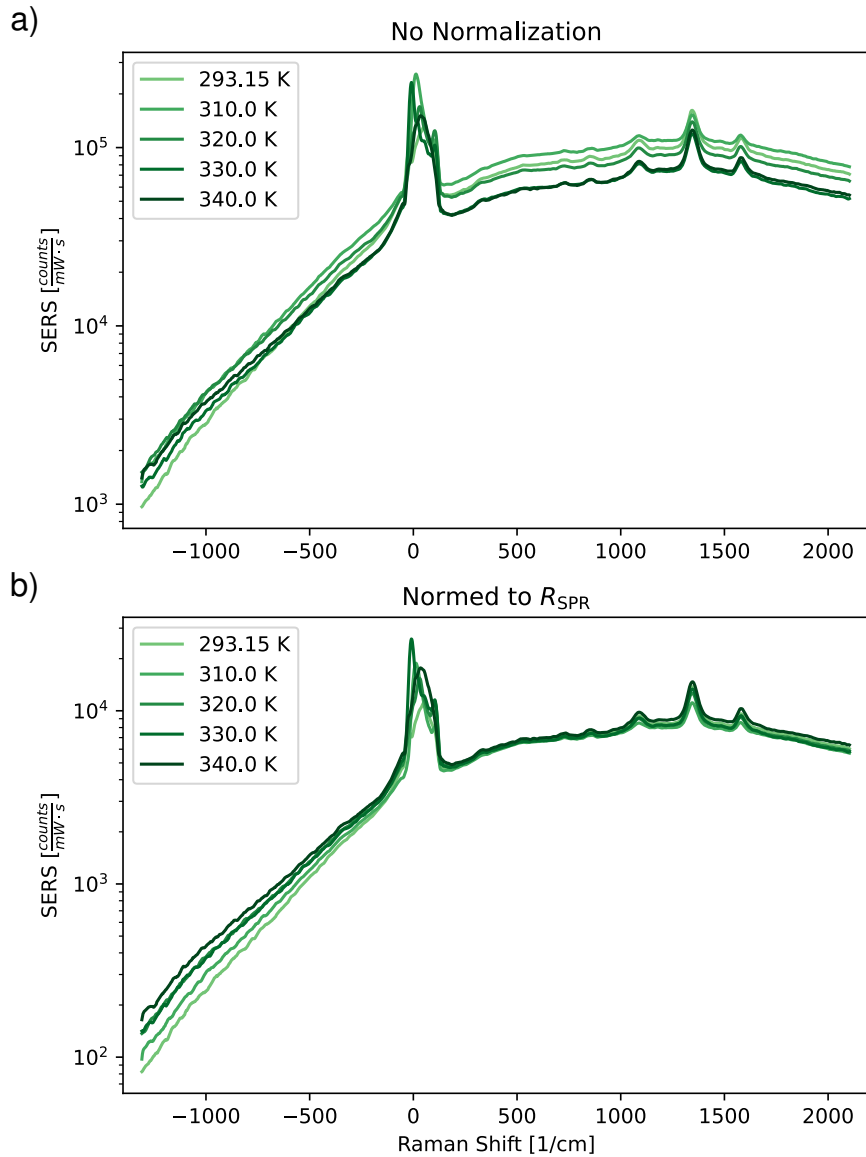 a)
No Normalization
293.15 K
310.0 K
320.0 K
330.0 K
340.0 K
10^5
10^4
10^3
SERS [counts/mW·s]
−1000 −500 0 500 1000 1500 2000
b)
Normed to R_SPR
293.15 K
310.0 K
320.0 K
330.0 K
340.0 K
10^4
10^3
10^2
SERS [counts/mW·s]
−1000 −500 0 500 1000 1500 2000
Raman Shift [1/cm]